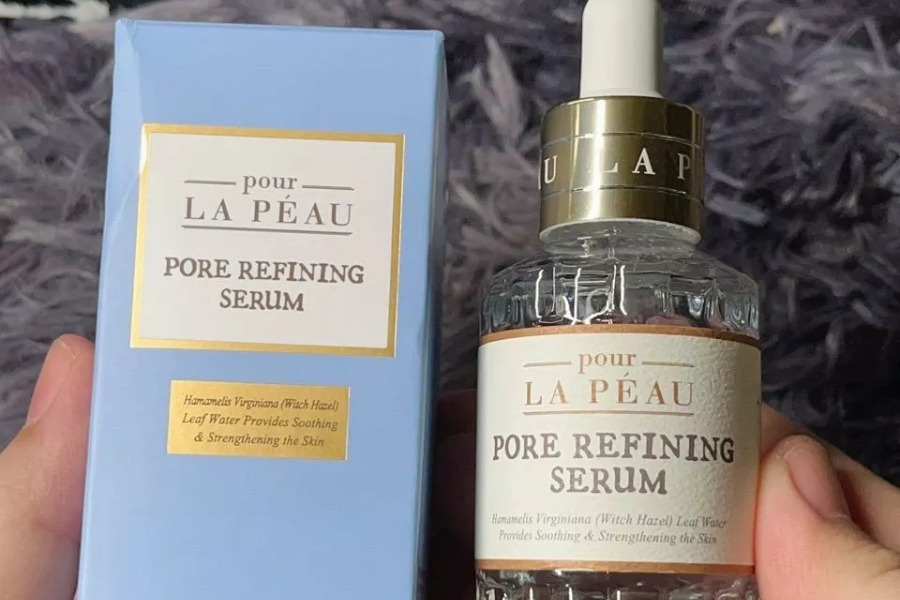 pour
LA PÉAU
PORE REFINING
SERUM
Hamamelis Virginiana (Witch Hazel)
Leaf Water Provides Soothing
& Strengthening the Skin
U LA P
pour
LA PÉAU
PORE REFINING
SERUM
Hamamelis Virginiana (Witch Hazel) Leaf Water
Provides Soothing & Strengthening the Skin